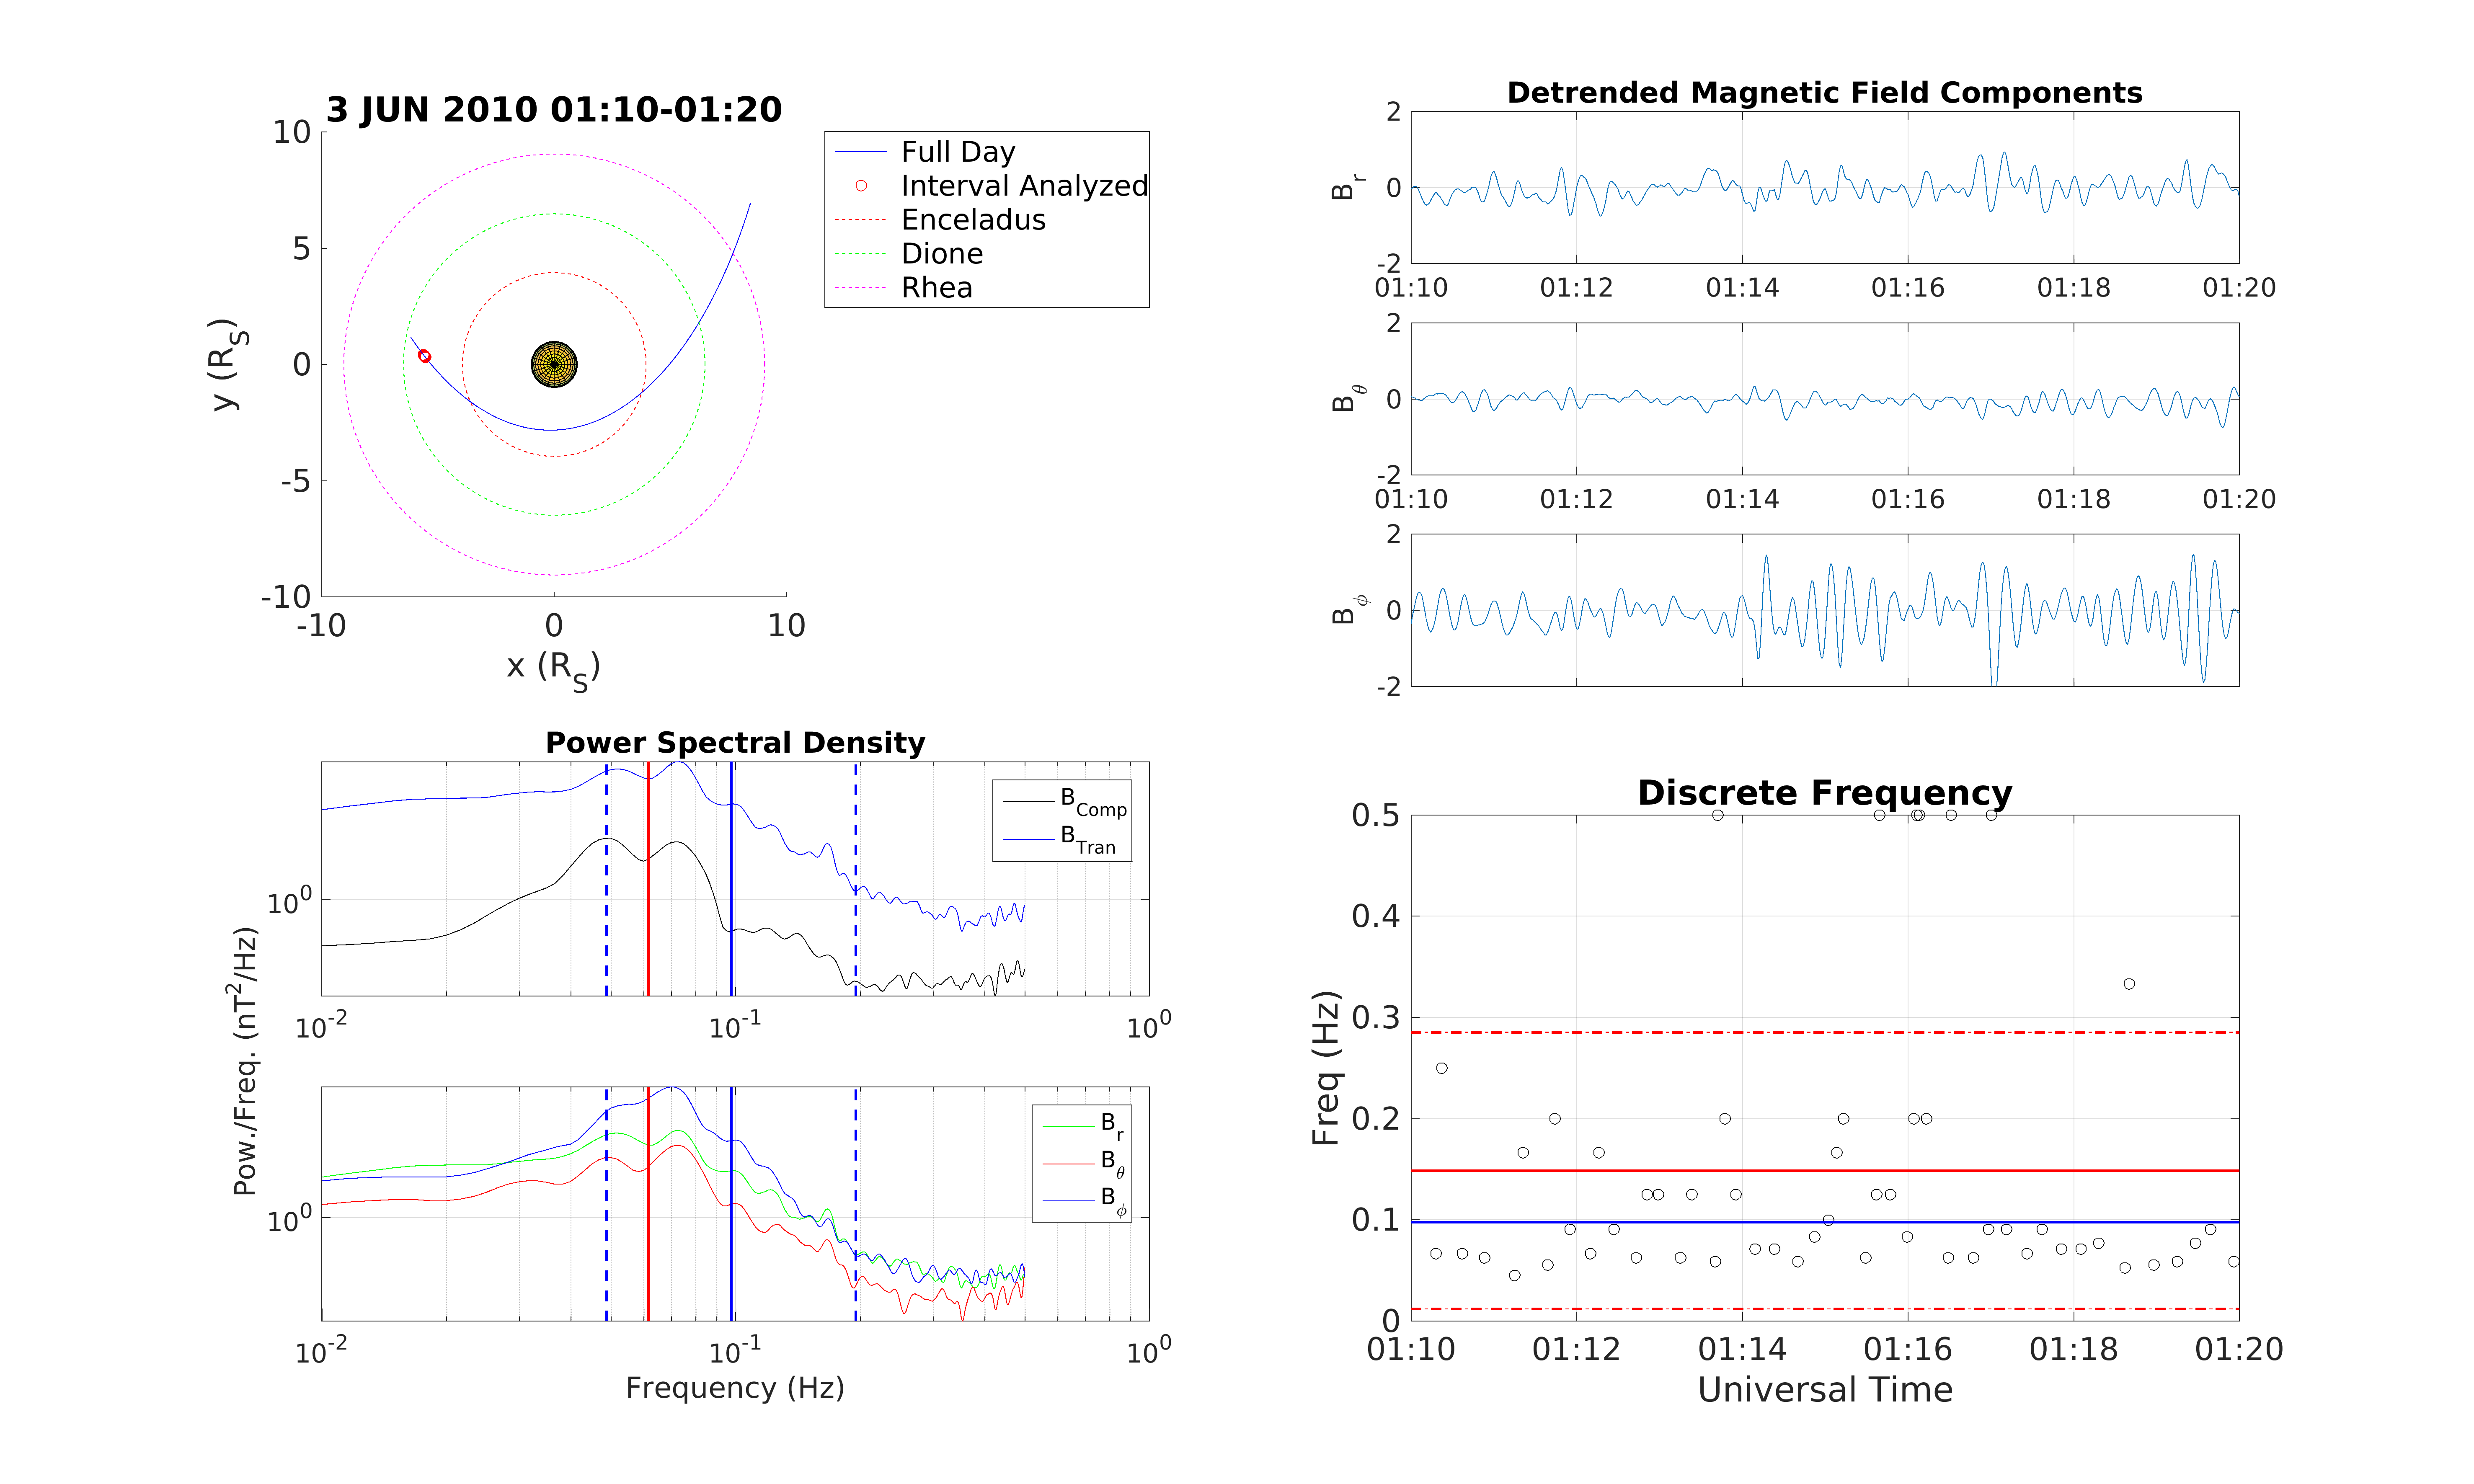 3 JUN 2010 01:10-01:20
10
5
0
-5
-10
-10
0
10
y (R_S)
x (R_S)
Full Day
Interval Analyzed
Enceladus
Dione
Rhea
Detrended Magnetic Field Components
2
0
-2
B_r
01:10
01:12
01:14
01:16
01:18
01:20
2
0
-2
B_θ
01:10
01:12
01:14
01:16
01:18
01:20
2
0
-2
B_ϕ
Power Spectral Density
10^0
B_Comp
B_Tran
10^-2
10^-1
10^0
Pow./Freq. (nT^2/Hz)
10^0
B_r
B_θ
B_ϕ
10^-2
10^-1
10^0
Frequency (Hz)
Discrete Frequency
0.5
0.4
0.3
0.2
0.1
0
Freq (Hz)
01:10
01:12
01:14
01:16
01:18
01:20
Universal Time